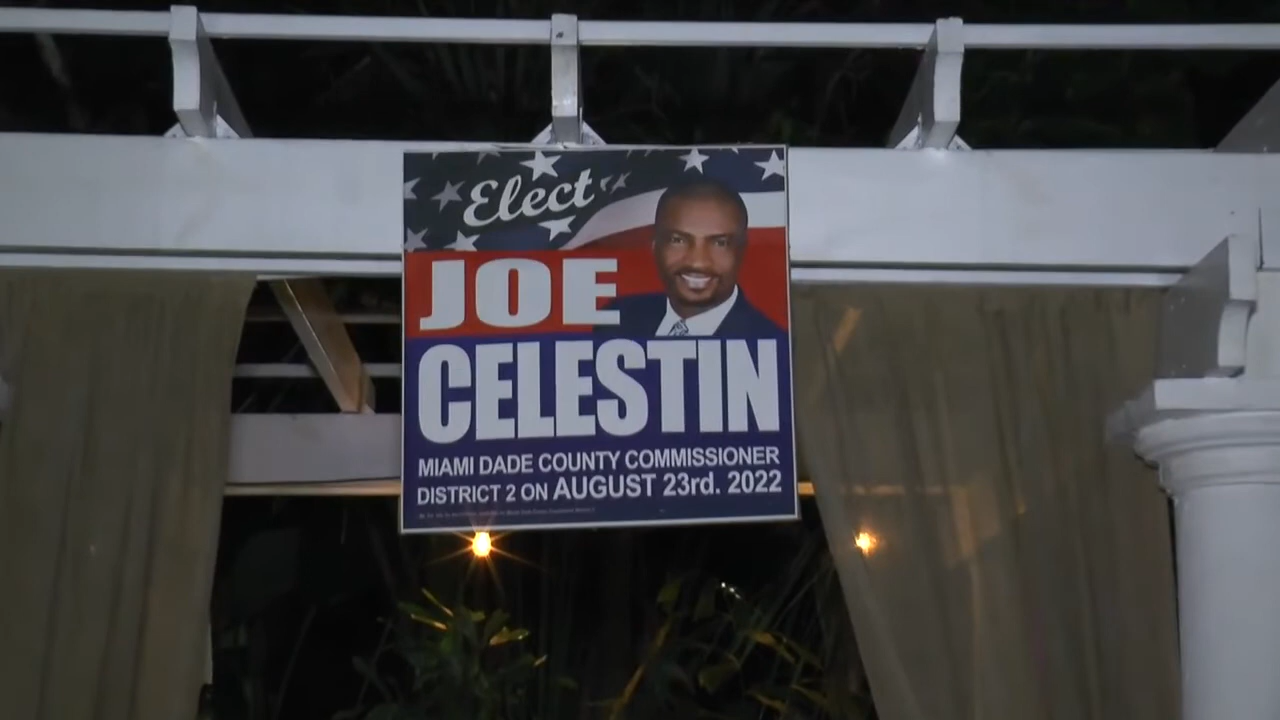 Elect
JOE
CELESTIN
MIAMI DADE COUNTY COMMISSIONER
DISTRICT 2 ON AUGUST 23rd. 2022